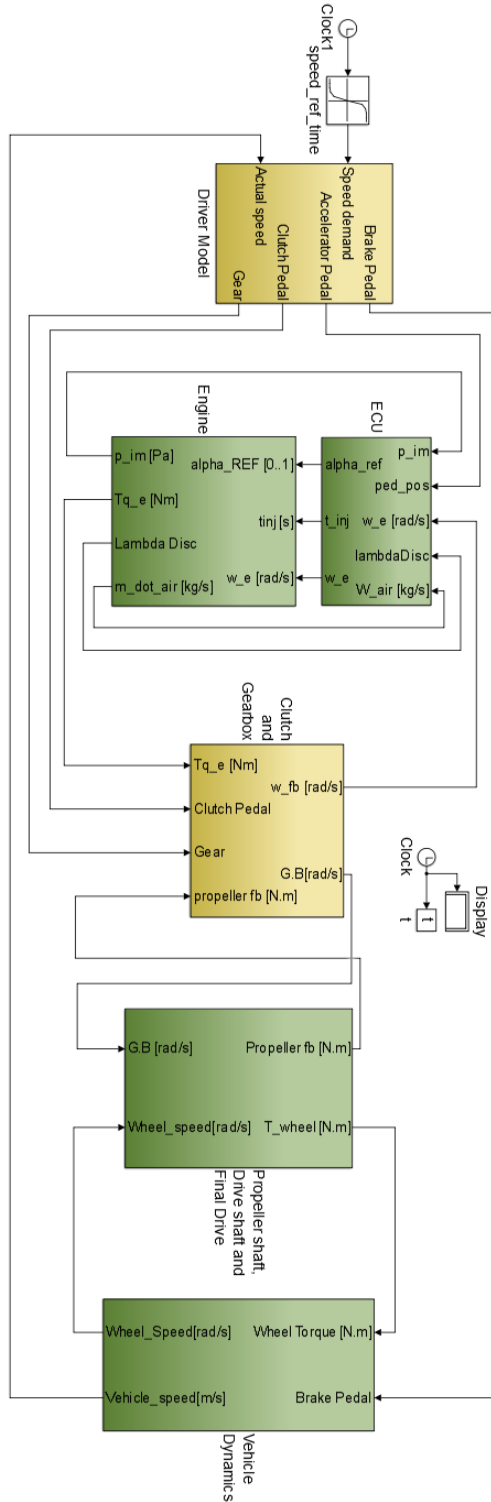 Clock1
speed_ref_time
Brake Pedal
Speed demand
Accelerator Pedal
Clutch Pedal
Actual speed
Gear
Driver Model
ECU
p_im
ped_pos
w_e [rad/s]
lambdaDisc
W_air [kg/s]
alpha_ref
t_inj
w_e
Engine
alpha_REF [0..1]
tinj [s]
w_e [rad/s]
p_im [Pa]
Tq_e [Nm]
Lambda Disc
m_dot_air [kg/s]
Clutch
and
Gearbox
Tq_e [Nm]
w_fb [rad/s]
Clutch Pedal
Gear
G.B[rad/s]
propeller fb [N.m]
Clock
Display
t
t
G.B [rad/s]
Propeller fb [N.m]
Wheel_speed[rad/s]
T_wheel [N.m]
Propeller shaft,
Drive shaft and
Final Drive
Wheel_Speed[rad/s]
Wheel Torque [N.m]
Vehicle_speed[m/s]
Brake Pedal
Vehicle
Dynamics